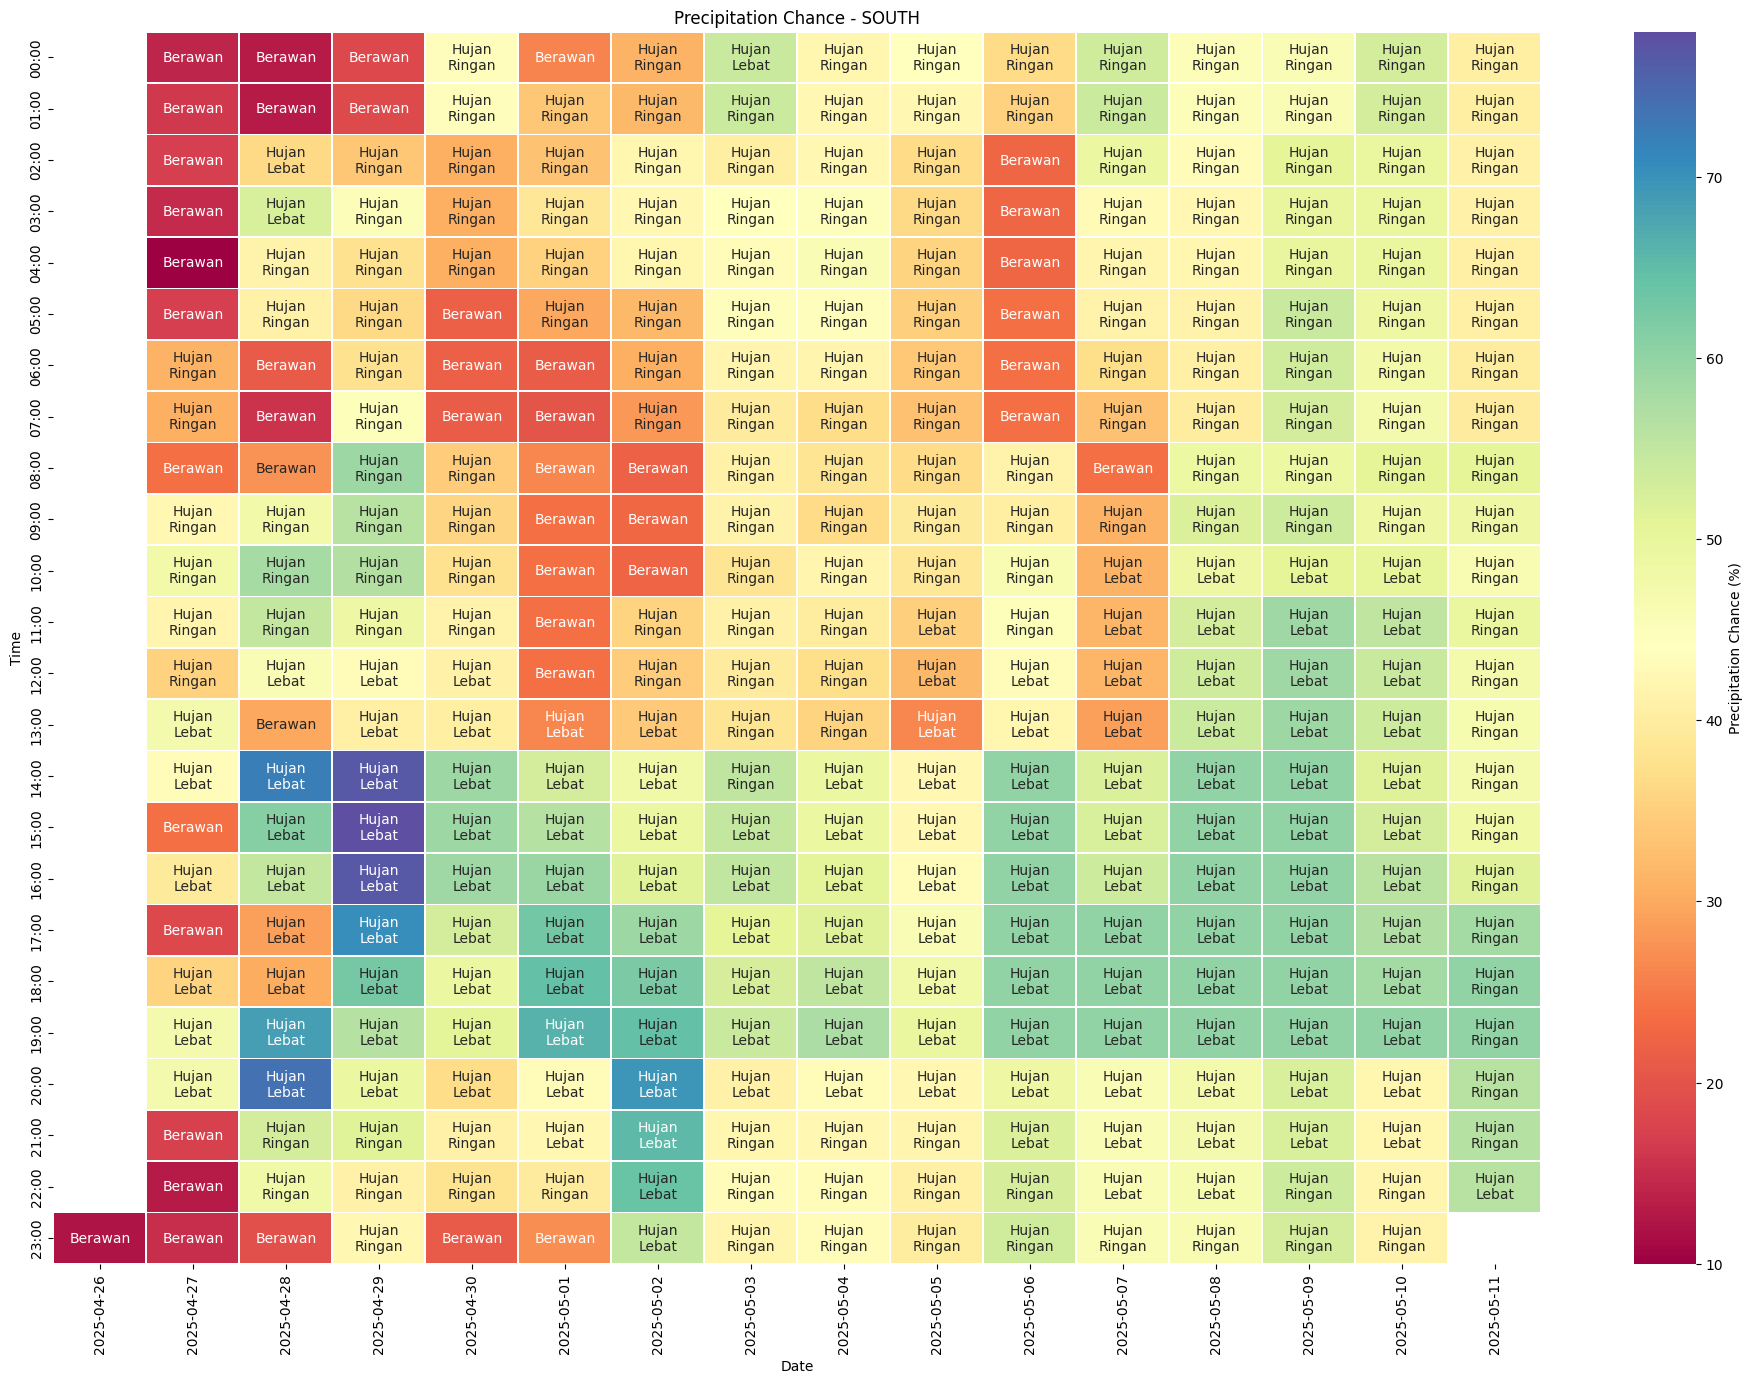 Precipitation Chance - SOUTH
Time
00:00 Berawan Berawan Berawan Hujan Ringan Berawan Hujan Ringan Hujan Lebat Hujan Ringan Hujan Ringan Hujan Ringan Hujan Ringan Hujan Ringan Hujan Ringan Hujan Ringan Hujan Ringan
01:00 Berawan Berawan Berawan Hujan Ringan Hujan Ringan Hujan Ringan Hujan Ringan Hujan Ringan Hujan Ringan Hujan Ringan Hujan Ringan Hujan Ringan Hujan Ringan Hujan Ringan Hujan Ringan
02:00 Berawan Hujan Lebat Hujan Ringan Hujan Ringan Hujan Ringan Hujan Ringan Hujan Ringan Hujan Ringan Hujan Ringan Berawan Hujan Ringan Hujan Ringan Hujan Ringan Hujan Ringan Hujan Ringan
03:00 Berawan Hujan Lebat Hujan Ringan Hujan Ringan Hujan Ringan Hujan Ringan Hujan Ringan Hujan Ringan Hujan Ringan Berawan Hujan Ringan Hujan Ringan Hujan Ringan Hujan Ringan Hujan Ringan
04:00 Berawan Hujan Ringan Hujan Ringan Hujan Ringan Hujan Ringan Hujan Ringan Hujan Ringan Hujan Ringan Hujan Ringan Berawan Hujan Ringan Hujan Ringan Hujan Ringan Hujan Ringan Hujan Ringan
05:00 Berawan Hujan Ringan Hujan Ringan Berawan Hujan Ringan Hujan Ringan Hujan Ringan Hujan Ringan Hujan Ringan Berawan Hujan Ringan Hujan Ringan Hujan Ringan Hujan Ringan Hujan Ringan
06:00 Hujan Ringan Berawan Hujan Ringan Berawan Berawan Hujan Ringan Hujan Ringan Hujan Ringan Hujan Ringan Berawan Hujan Ringan Hujan Ringan Hujan Ringan Hujan Ringan Hujan Ringan
07:00 Hujan Ringan Berawan Hujan Ringan Berawan Berawan Hujan Ringan Hujan Ringan Hujan Ringan Hujan Ringan Berawan Hujan Ringan Hujan Ringan Hujan Ringan Hujan Ringan Hujan Ringan
08:00 Berawan Berawan Hujan Ringan Hujan Ringan Berawan Berawan Hujan Ringan Hujan Ringan Hujan Ringan Hujan Ringan Berawan Hujan Ringan Hujan Ringan Hujan Ringan Hujan Ringan
09:00 Hujan Ringan Hujan Ringan Hujan Ringan Hujan Ringan Berawan Berawan Hujan Ringan Hujan Ringan Hujan Ringan Hujan Ringan Hujan Ringan Hujan Ringan Hujan Ringan Hujan Ringan Hujan Ringan
10:00 Hujan Ringan Hujan Ringan Hujan Ringan Hujan Ringan Berawan Berawan Hujan Ringan Hujan Ringan Hujan Ringan Hujan Ringan Hujan Lebat Hujan Lebat Hujan Lebat Hujan Lebat Hujan Ringan
11:00 Hujan Ringan Hujan Ringan Hujan Ringan Hujan Ringan Berawan Hujan Ringan Hujan Ringan Hujan Ringan Hujan Lebat Hujan Ringan Hujan Lebat Hujan Lebat Hujan Lebat Hujan Lebat Hujan Ringan
12:00 Hujan Ringan Hujan Lebat Hujan Lebat Hujan Lebat Berawan Hujan Ringan Hujan Ringan Hujan Ringan Hujan Lebat Hujan Lebat Hujan Lebat Hujan Lebat Hujan Lebat Hujan Lebat Hujan Ringan
13:00 Hujan Lebat Berawan Hujan Lebat Hujan Lebat Hujan Lebat Hujan Lebat Hujan Ringan Hujan Ringan Hujan Lebat Hujan Lebat Hujan Lebat Hujan Lebat Hujan Lebat Hujan Lebat Hujan Ringan
14:00 Hujan Lebat Hujan Lebat Hujan Lebat Hujan Lebat Hujan Lebat Hujan Lebat Hujan Ringan Hujan Lebat Hujan Lebat Hujan Lebat Hujan Lebat Hujan Lebat Hujan Lebat Hujan Lebat Hujan Ringan
15:00 Berawan Hujan Lebat Hujan Lebat Hujan Lebat Hujan Lebat Hujan Lebat Hujan Lebat Hujan Lebat Hujan Lebat Hujan Lebat Hujan Lebat Hujan Lebat Hujan Lebat Hujan Lebat Hujan Ringan
16:00 Hujan Lebat Hujan Lebat Hujan Lebat Hujan Lebat Hujan Lebat Hujan Lebat Hujan Lebat Hujan Lebat Hujan Lebat Hujan Lebat Hujan Lebat Hujan Lebat Hujan Lebat Hujan Lebat Hujan Ringan
17:00 Berawan Hujan Lebat Hujan Lebat Hujan Lebat Hujan Lebat Hujan Lebat Hujan Lebat Hujan Lebat Hujan Lebat Hujan Lebat Hujan Lebat Hujan Lebat Hujan Lebat Hujan Lebat Hujan Ringan
18:00 Hujan Lebat Hujan Lebat Hujan Lebat Hujan Lebat Hujan Lebat Hujan Lebat Hujan Lebat Hujan Lebat Hujan Lebat Hujan Lebat Hujan Lebat Hujan Lebat Hujan Lebat Hujan Lebat Hujan Ringan
19:00 Hujan Lebat Hujan Lebat Hujan Lebat Hujan Lebat Hujan Lebat Hujan Lebat Hujan Lebat Hujan Lebat Hujan Lebat Hujan Lebat Hujan Lebat Hujan Lebat Hujan Lebat Hujan Lebat Hujan Ringan
20:00 Hujan Lebat Hujan Lebat Hujan Lebat Hujan Lebat Hujan Lebat Hujan Lebat Hujan Lebat Hujan Lebat Hujan Lebat Hujan Lebat Hujan Lebat Hujan Lebat Hujan Lebat Hujan Lebat Hujan Ringan
21:00 Berawan Hujan Ringan Hujan Ringan Hujan Ringan Hujan Lebat Hujan Lebat Hujan Ringan Hujan Ringan Hujan Ringan Hujan Lebat Hujan Lebat Hujan Lebat Hujan Lebat Hujan Lebat Hujan Ringan
22:00 Berawan Hujan Ringan Hujan Ringan Hujan Ringan Hujan Ringan Hujan Lebat Hujan Ringan Hujan Ringan Hujan Ringan Hujan Ringan Hujan Lebat Hujan Lebat Hujan Ringan Hujan Ringan Hujan Lebat
23:00 Berawan Berawan Berawan Hujan Ringan Berawan Berawan Hujan Lebat Hujan Ringan Hujan Ringan Hujan Ringan Hujan Ringan Hujan Ringan Hujan Ringan Hujan Ringan Hujan Ringan
2025-04-26 2025-04-27 2025-04-28 2025-04-29 2025-04-30 2025-05-01 2025-05-02 2025-05-03 2025-05-04 2025-05-05 2025-05-06 2025-05-07 2025-05-08 2025-05-09 2025-05-10 2025-05-11
Date
70
60
50
40
30
20
10
Precipitation Chance (%)